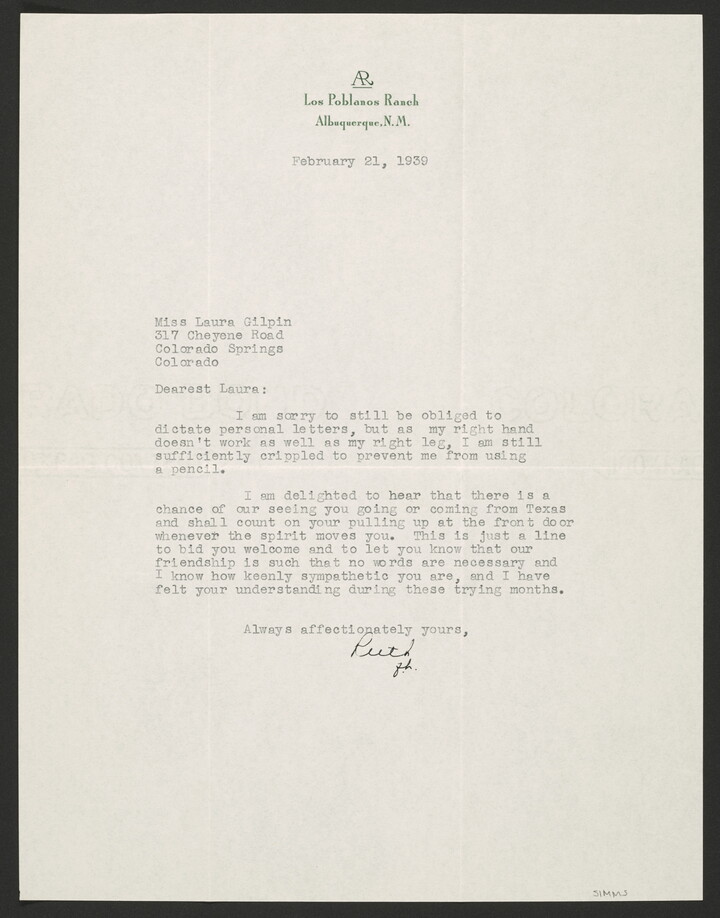 AR
Los Poblanos Ranch
Albuquerque, N. M.
February 21, 1939
Miss Laura Gilpin
317 Cheyene Road
Colorado Springs
Colorado
Dearest Laura:
I am sorry to still be obliged to
dictate personal letters, but as my right hand
doesn't work as well as my right leg, I am still
sufficiently crippled to prevent me from using
a pencil.
I am delighted to hear that there is a
chance of our seeing you going or coming from Texas
and shall count on your pulling up at the front door
whenever the spirit moves you. This is just a line
to bid you welcome and to let you know that our
friendship is such that no words are necessary and
I know how keenly sympathetic you are, and I have
felt your understanding during these trying months.
Always affectionately yours,
Ruth
SIMMS